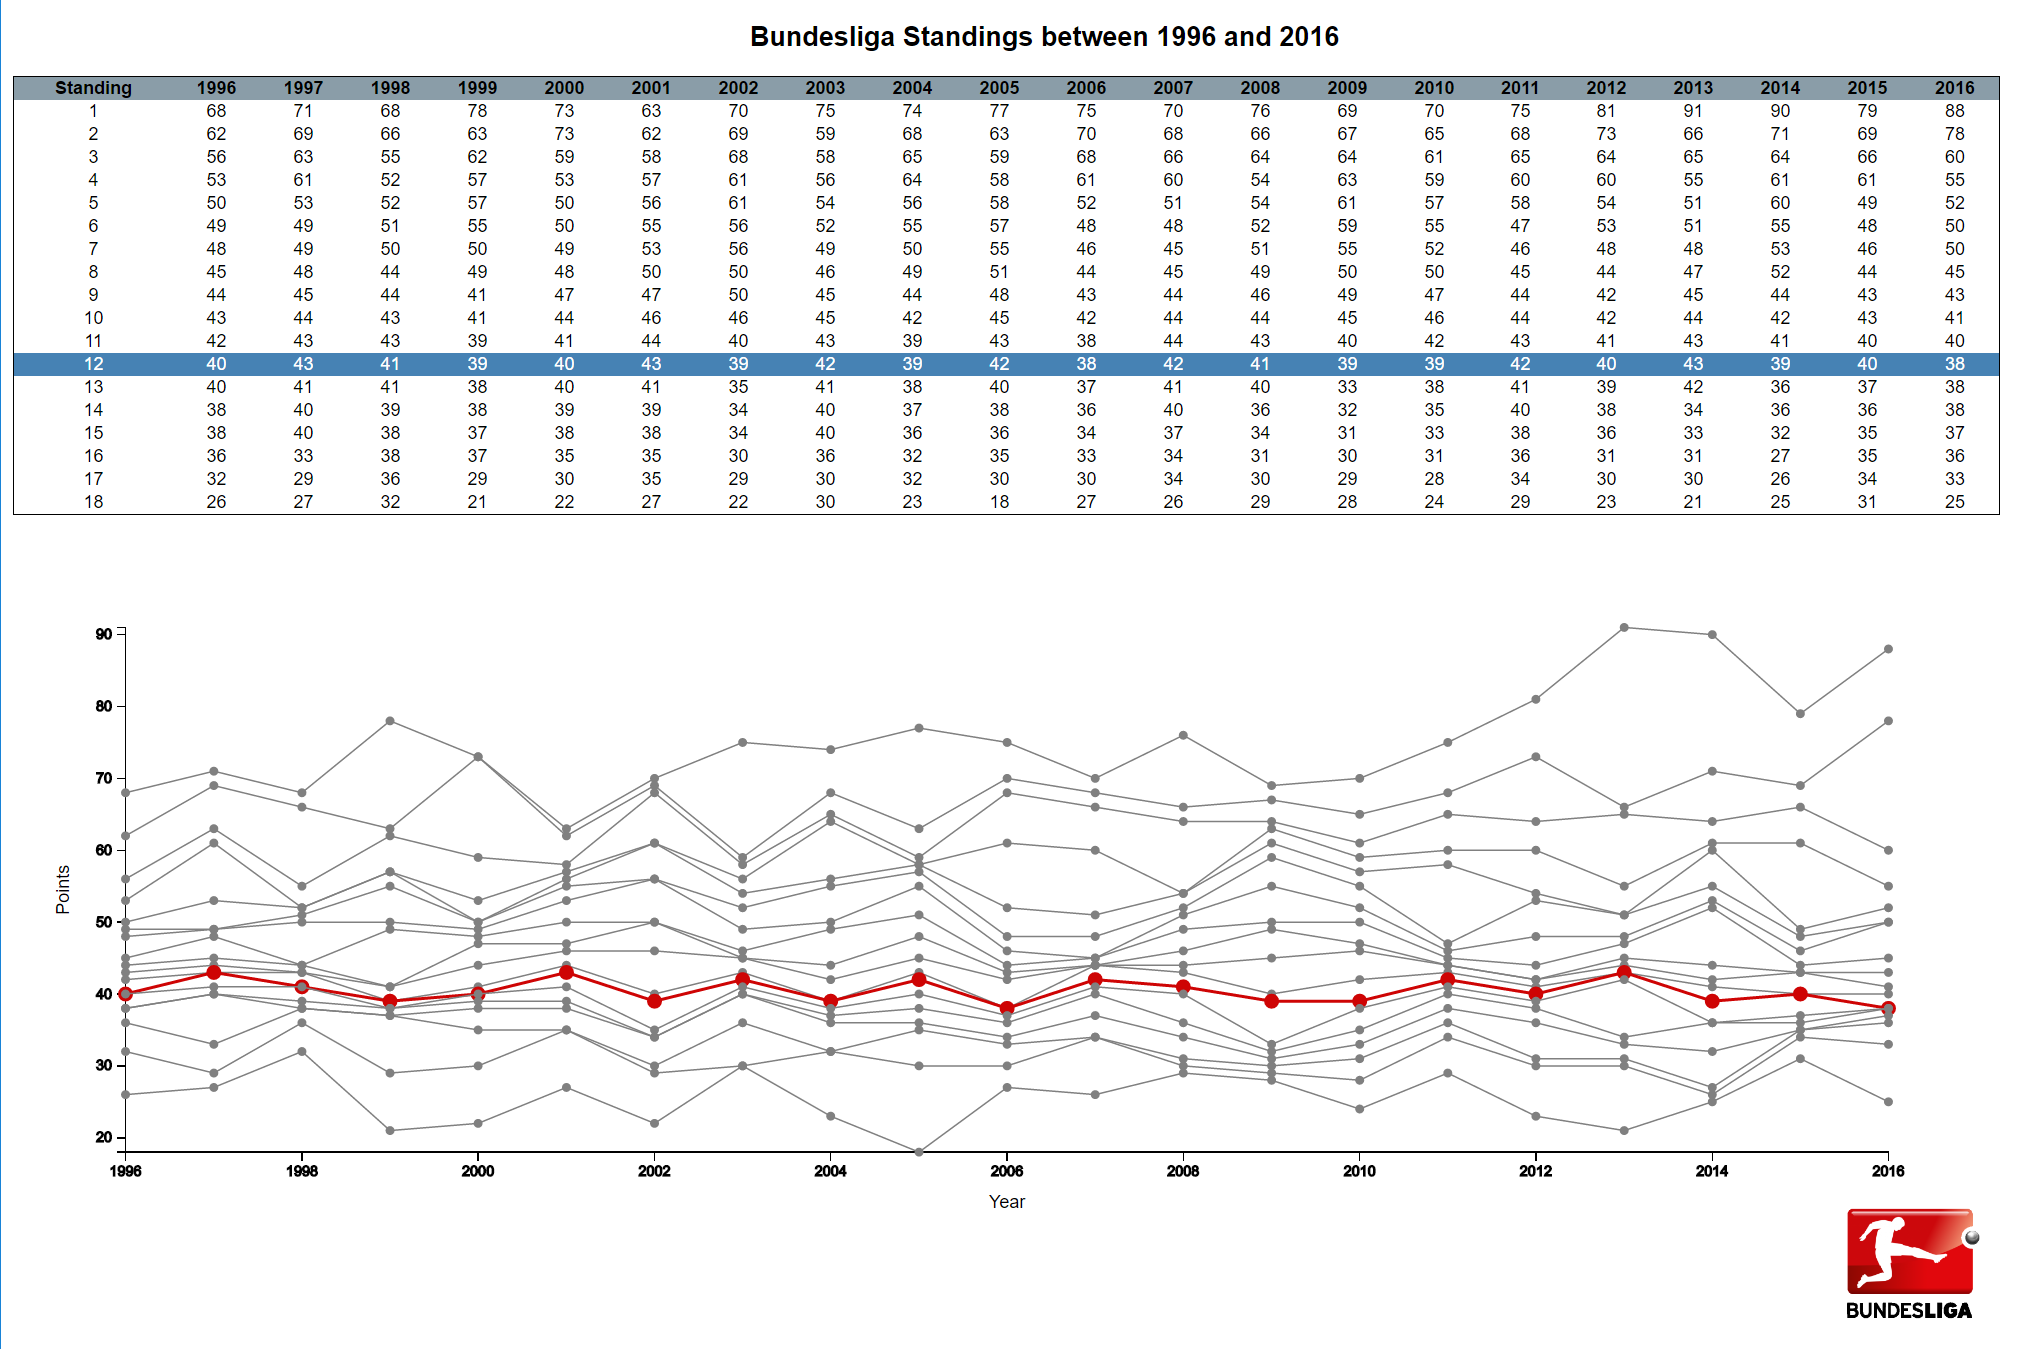 Bundesliga Standings between 1996 and 2016
Standing 1996 1997 1998 1999 2000 2001 2002 2003 2004 2005 2006 2007 2008 2009 2010 2011 2012 2013 2014 2015 2016
1 68 71 68 78 73 63 70 75 74 77 75 70 76 69 70 75 81 91 90 79 88
2 62 69 66 63 73 62 69 59 68 63 70 68 66 67 65 68 73 66 71 69 78
3 56 63 55 62 59 58 68 58 65 59 68 66 64 64 61 65 64 65 64 66 60
4 53 61 52 57 53 57 61 56 64 58 61 60 54 63 59 60 60 55 61 61 55
5 50 53 52 57 50 56 61 54 56 58 52 51 54 61 57 58 54 51 60 49 52
6 49 49 51 55 50 55 56 52 55 57 48 48 52 59 55 47 53 51 55 48 50
7 48 49 50 50 49 53 56 49 50 55 46 45 51 55 52 46 48 48 53 46 50
8 45 48 44 49 48 50 50 46 49 51 44 45 49 50 50 45 44 47 52 44 45
9 44 45 44 41 47 47 50 45 44 48 43 44 46 49 47 44 42 45 44 43 43
10 43 44 43 41 44 46 46 45 42 45 42 44 44 45 46 44 42 44 42 43 41
11 42 43 43 39 41 44 40 43 39 43 38 44 43 40 42 43 41 43 41 40 40
12 40 43 41 39 40 43 39 42 39 42 38 42 41 39 39 42 40 43 39 40 38
13 40 41 41 38 40 41 35 41 38 40 37 41 40 33 38 41 39 42 36 37 38
14 38 40 39 38 39 39 34 40 37 38 36 40 36 32 35 40 38 34 36 36 38
15 38 40 38 37 38 38 34 40 36 36 34 37 34 31 33 38 36 33 32 35 37
16 36 33 38 37 35 35 30 36 32 35 33 34 31 30 31 36 31 31 27 35 36
17 32 29 36 29 30 35 29 30 32 30 30 34 30 29 28 34 30 30 26 34 33
18 26 27 32 21 22 27 22 30 23 18 27 26 29 28 24 29 23 21 25 31 25
90
80
70
60
50
40
30
20
Points
1996 1998 2000 2002 2004 2006 2008 2010 2012 2014 2016
Year
BUNDESLIGA